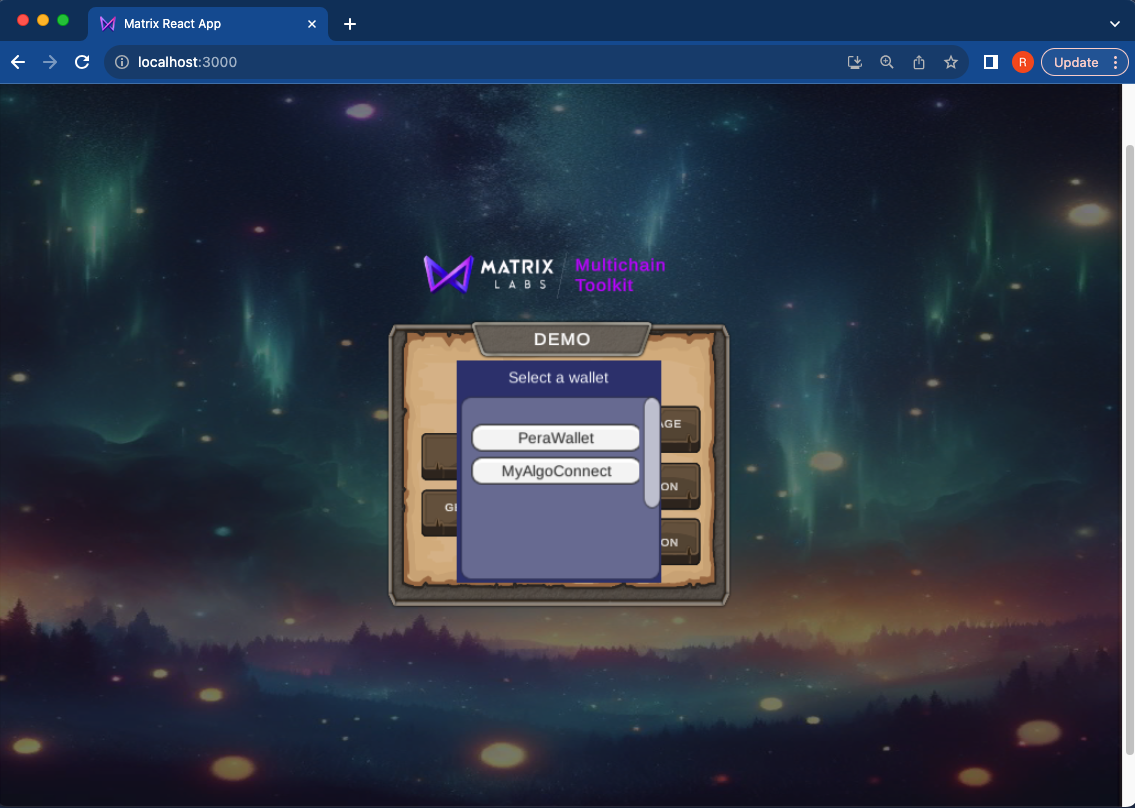 Matrix React App
localhost:3000
R
Update
MATRIX
LABS
Multichain
Toolkit
DEMO
Select a wallet
PeraWallet
MyAlgoConnect
AGE
ON
GE
ON